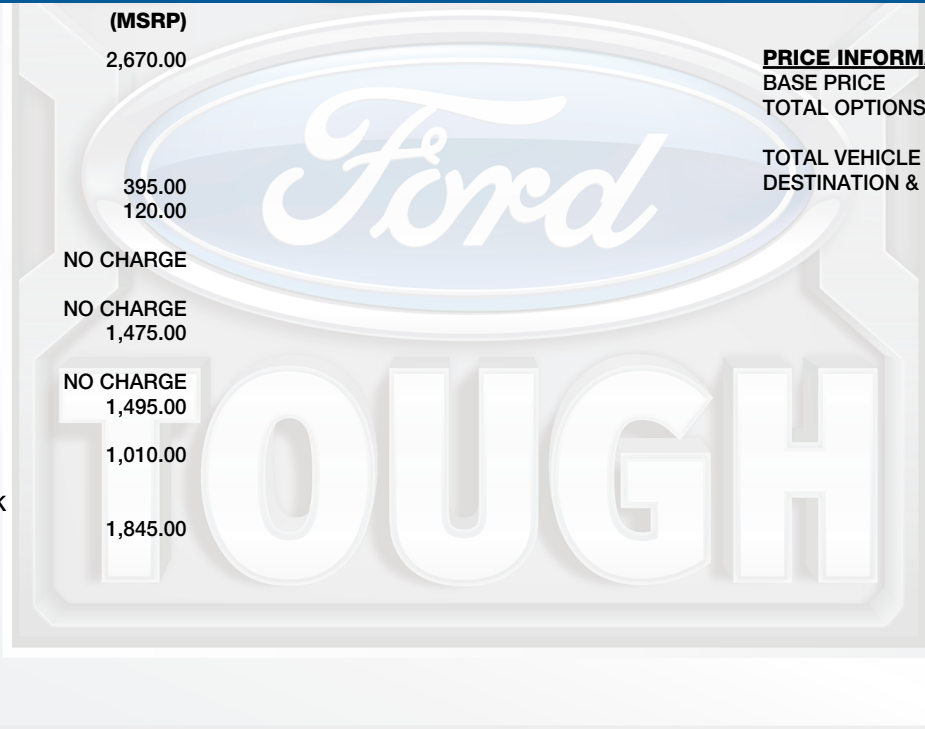 (MSRP)
2,670.00
395.00
120.00
NO CHARGE
NO CHARGE
1,475.00
NO CHARGE
1,495.00
1,010.00
K
1,845.00
PRICE INFORMA
BASE PRICE
TOTAL OPTIONS
TOTAL VEHICLE
DESTINATION &
Ford
TOUGH